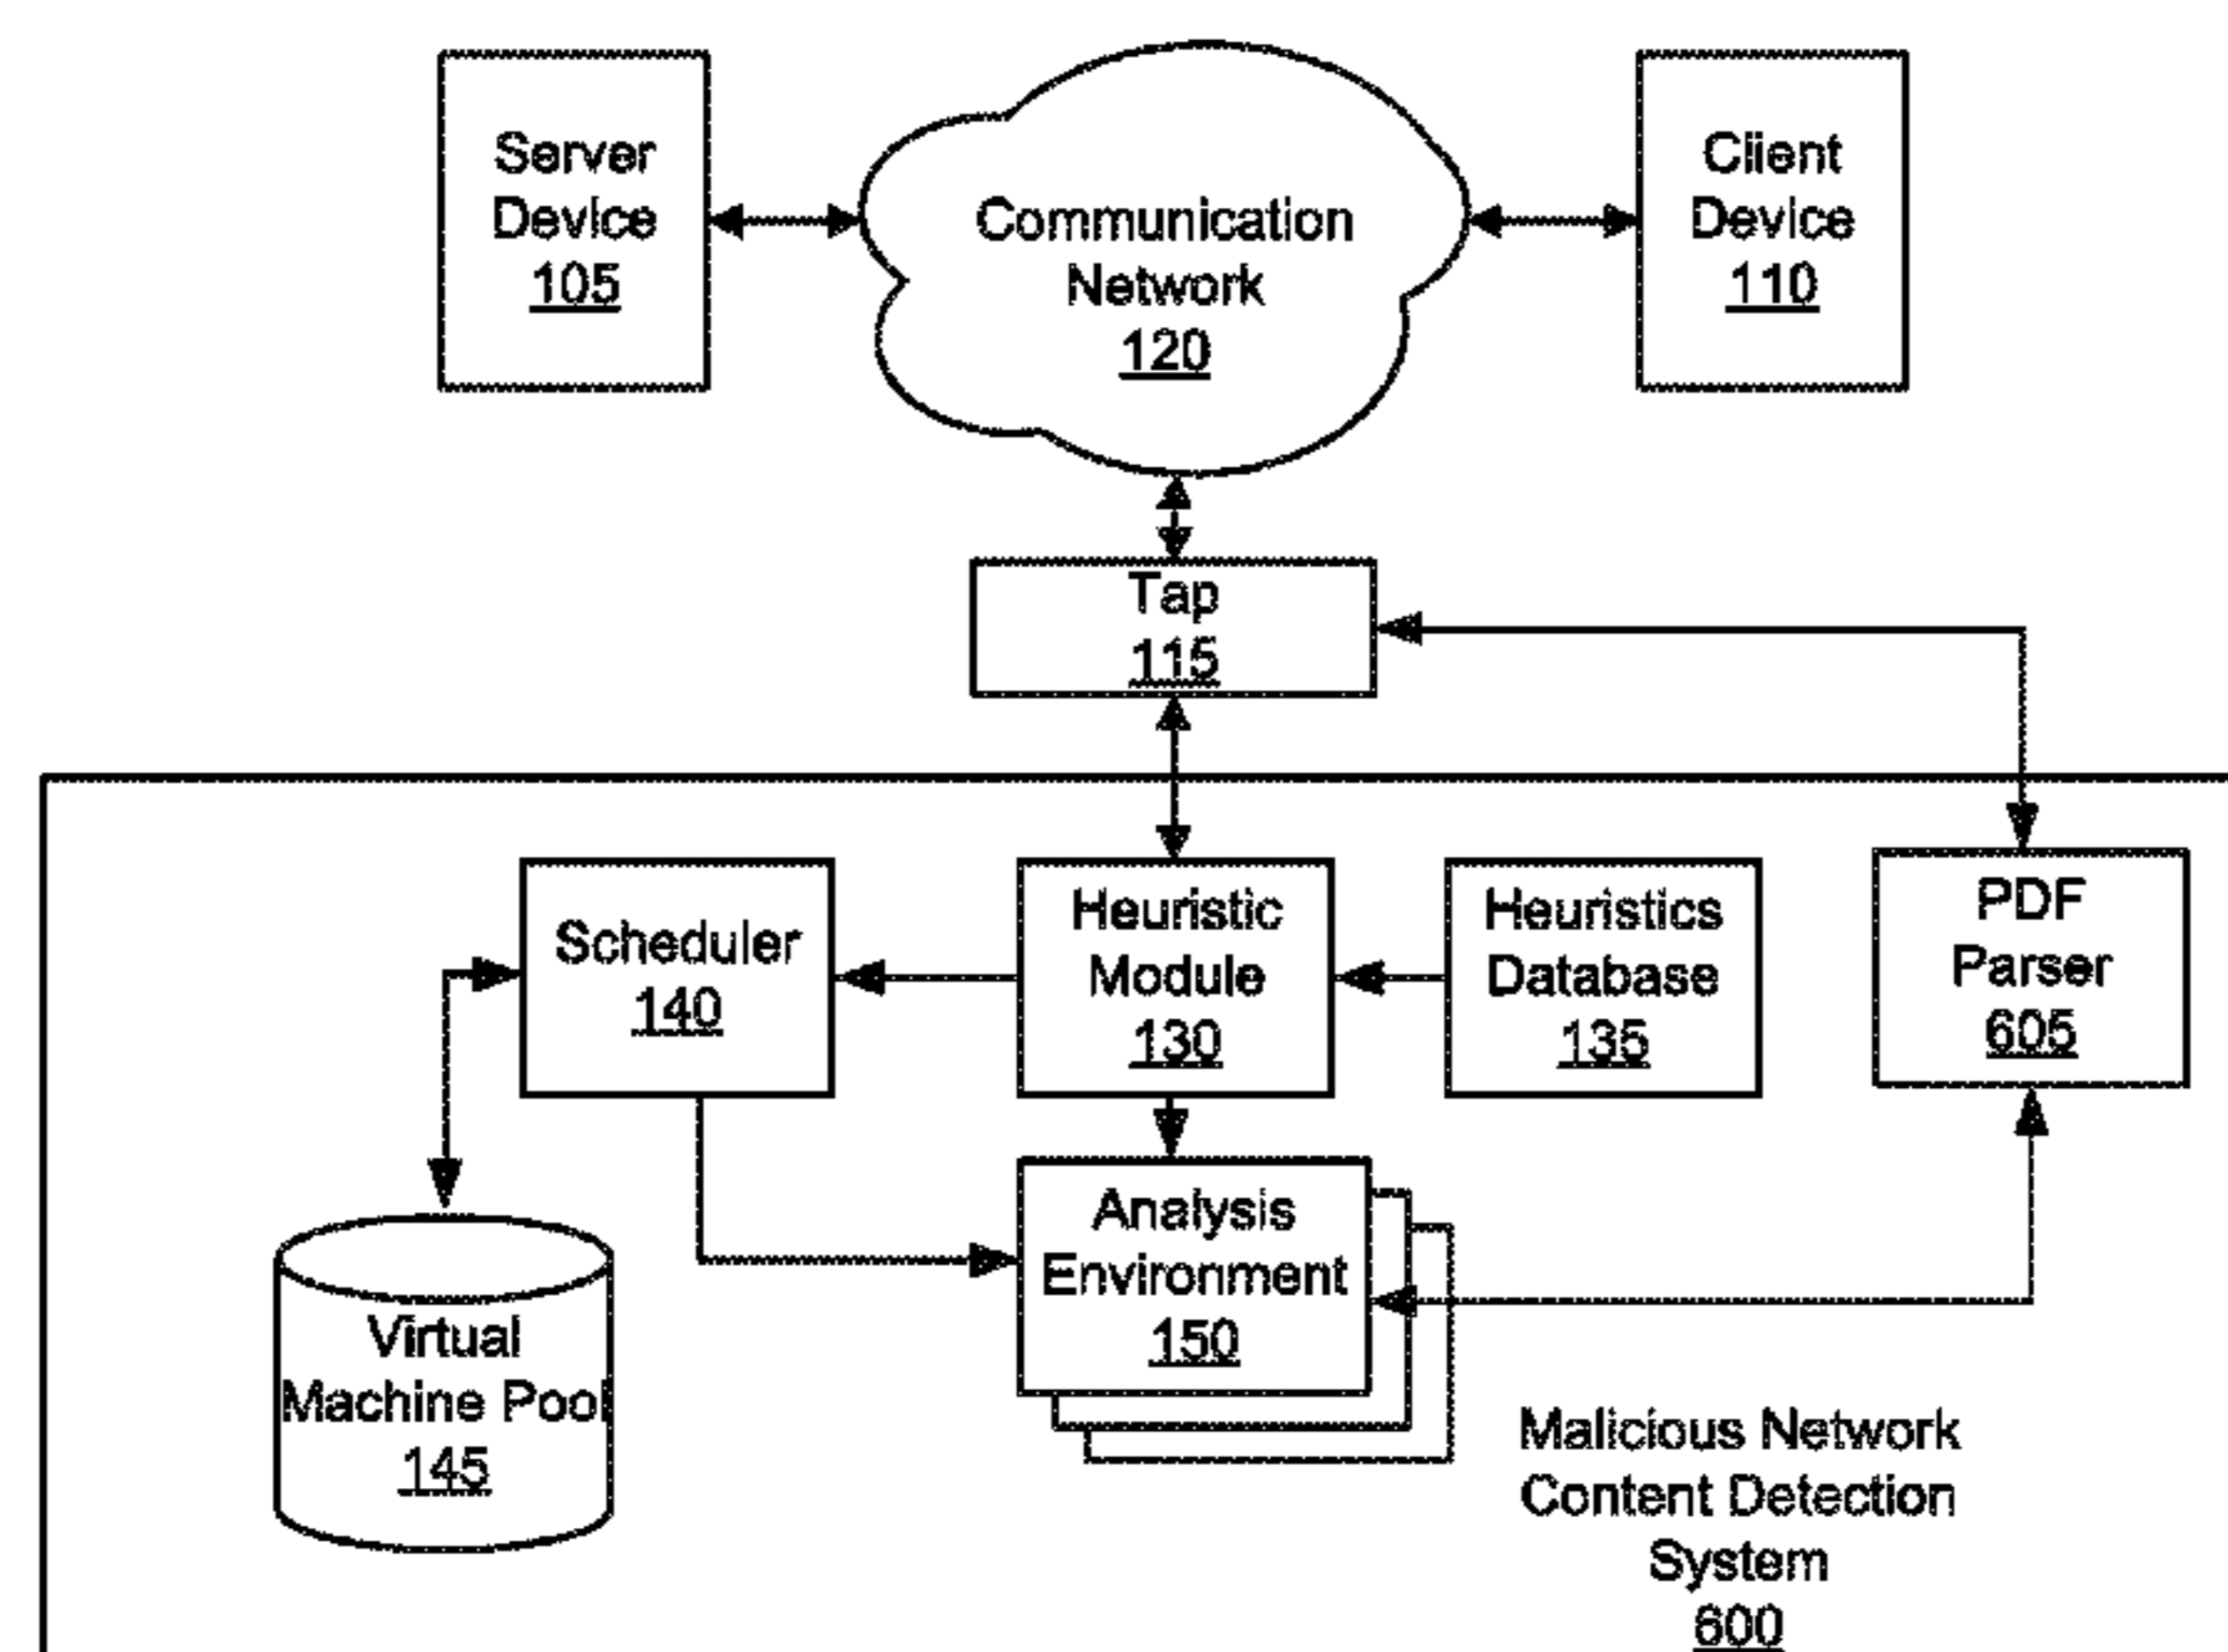 Server
Device
105
Communication
Network
120
Client
Device
110
Tap
115
Scheduler
140
Heuristic
Module
130
Heuristics
Database
135
PDF
Parser
605
Virtual
Machine Pool
145
Analysis
Environment
150
Malicious Network
Content Detection
System
600